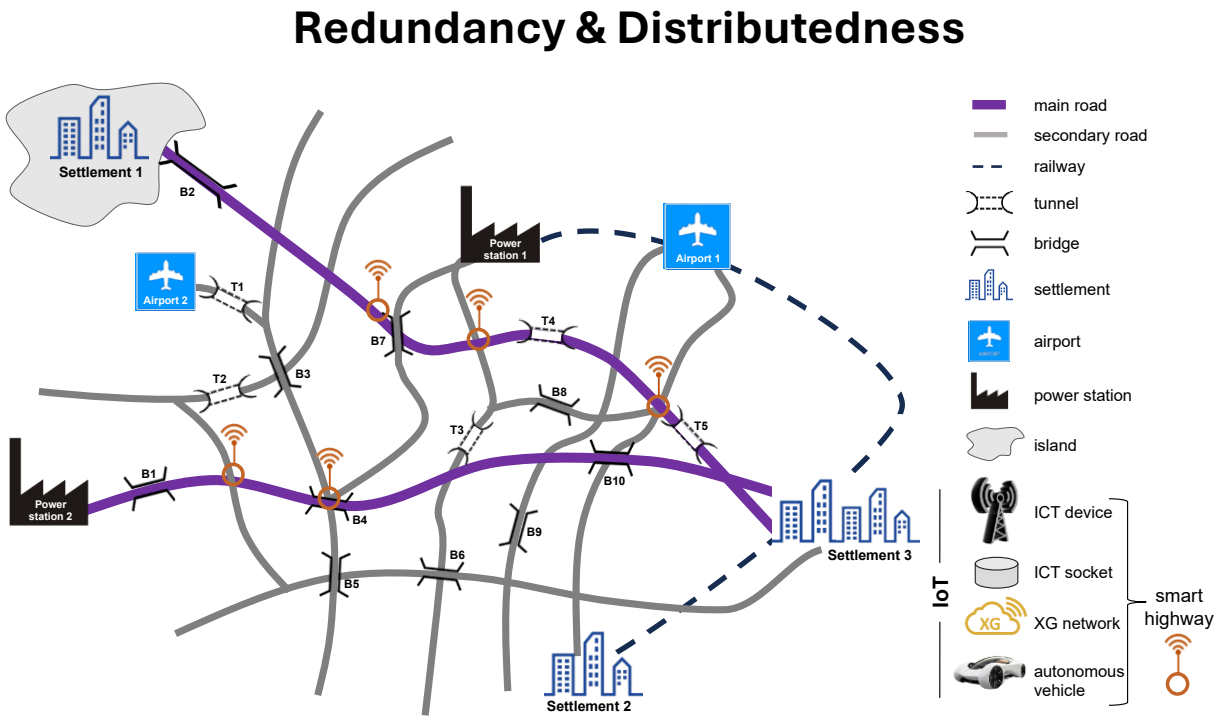 Redundancy & Distributedness
Settlement 1
B2
Airport 2
T1
Power
station 1
Airport 1
B7
T4
B3
T2
B8
T3
T5
B1
Power
station 2
B4
B10
B9
B5
B6
Settlement 3
Settlement 2
main road
secondary road
railway
tunnel
bridge
settlement
AIRPORT
airport
power station
island
IoT
ICT device
ICT socket
XG
XG network
autonomous
vehicle
smart
highway